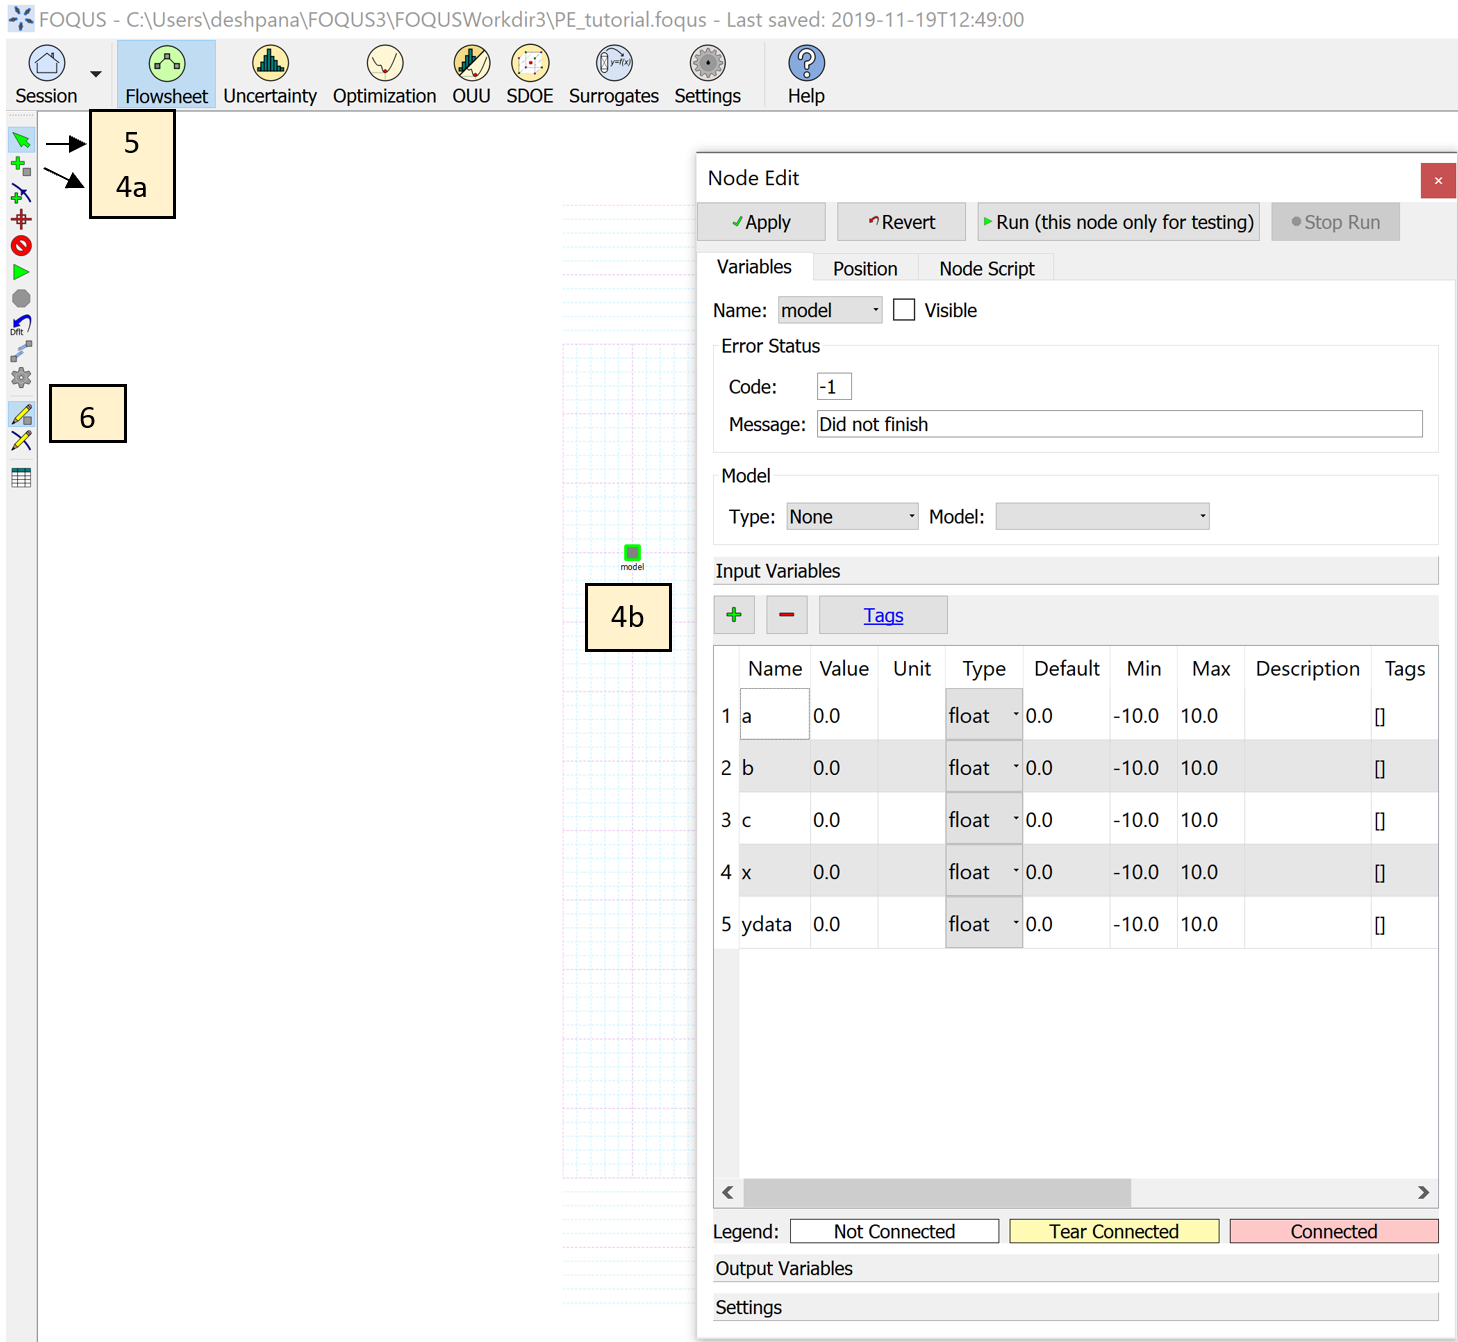 FOQUS - C:\Users\deshpana\FOQUS3\FOQUSWorkdir3\PE_tutorial.foqus - Last saved: 2019-11-19T12:49:00
Session Flowsheet Uncertainty Optimization OUU SDOE Surrogates Settings Help
y=f(x)
5
4a
Dflt
6
model
4b
Node Edit
×
Apply Revert Run (this node only for testing) Stop Run
Variables Position Node Script
Name: model Visible
Error Status
Code: -1
Message: Did not finish
Model
Type: None Model:
Input Variables
+ − Tags
Name Value Unit Type Default Min Max Description Tags
1 a 0.0 float 0.0 -10.0 10.0 []
2 b 0.0 float 0.0 -10.0 10.0 []
3 c 0.0 float 0.0 -10.0 10.0 []
4 x 0.0 float 0.0 -10.0 10.0 []
5 ydata 0.0 float 0.0 -10.0 10.0 []
Legend: Not Connected Tear Connected Connected
Output Variables
Settings